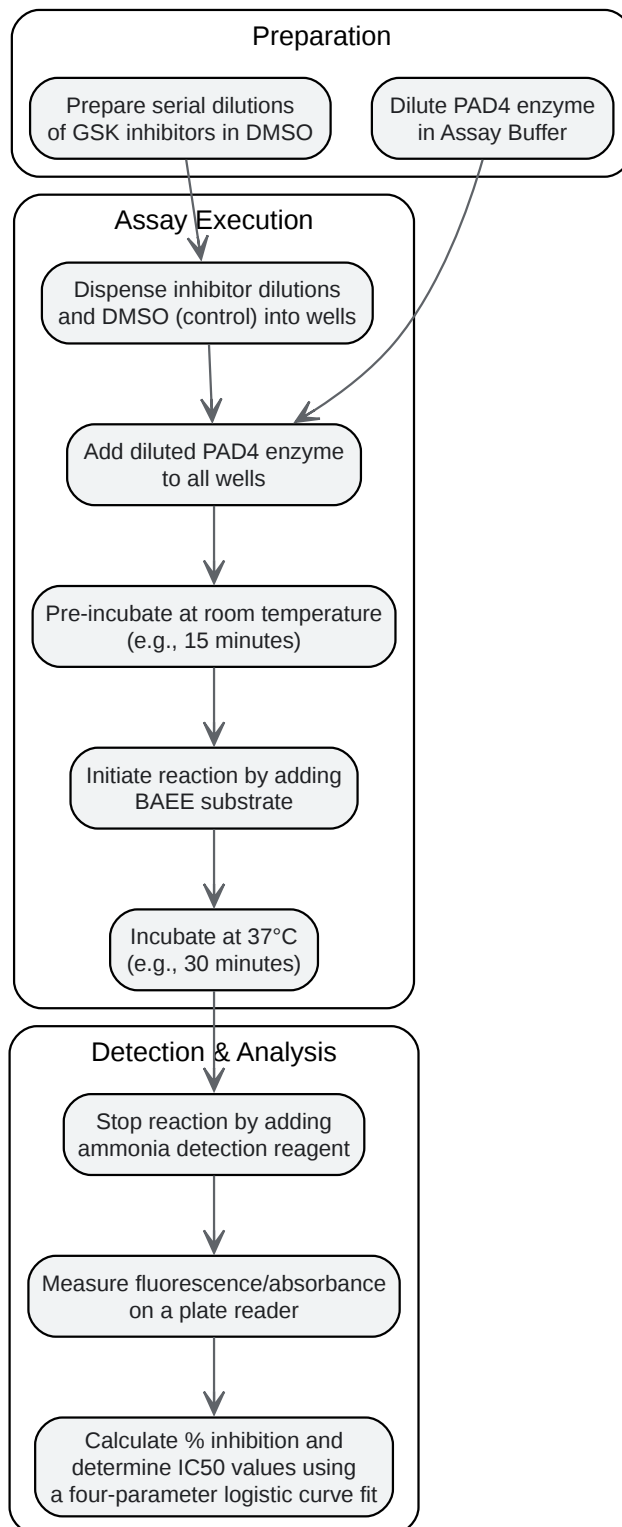 Preparation
Prepare serial dilutions
of GSK inhibitors in DMSO
Dilute PAD4 enzyme
in Assay Buffer
Assay Execution
Dispense inhibitor dilutions
and DMSO (control) into wells
Add diluted PAD4 enzyme
to all wells
Pre-incubate at room temperature
(e.g., 15 minutes)
Initiate reaction by adding
BAEE substrate
Incubate at 37°C
(e.g., 30 minutes)
Detection & Analysis
Stop reaction by adding
ammonia detection reagent
Measure fluorescence/absorbance
on a plate reader
Calculate % inhibition and
determine IC50 values using
a four-parameter logistic curve fit